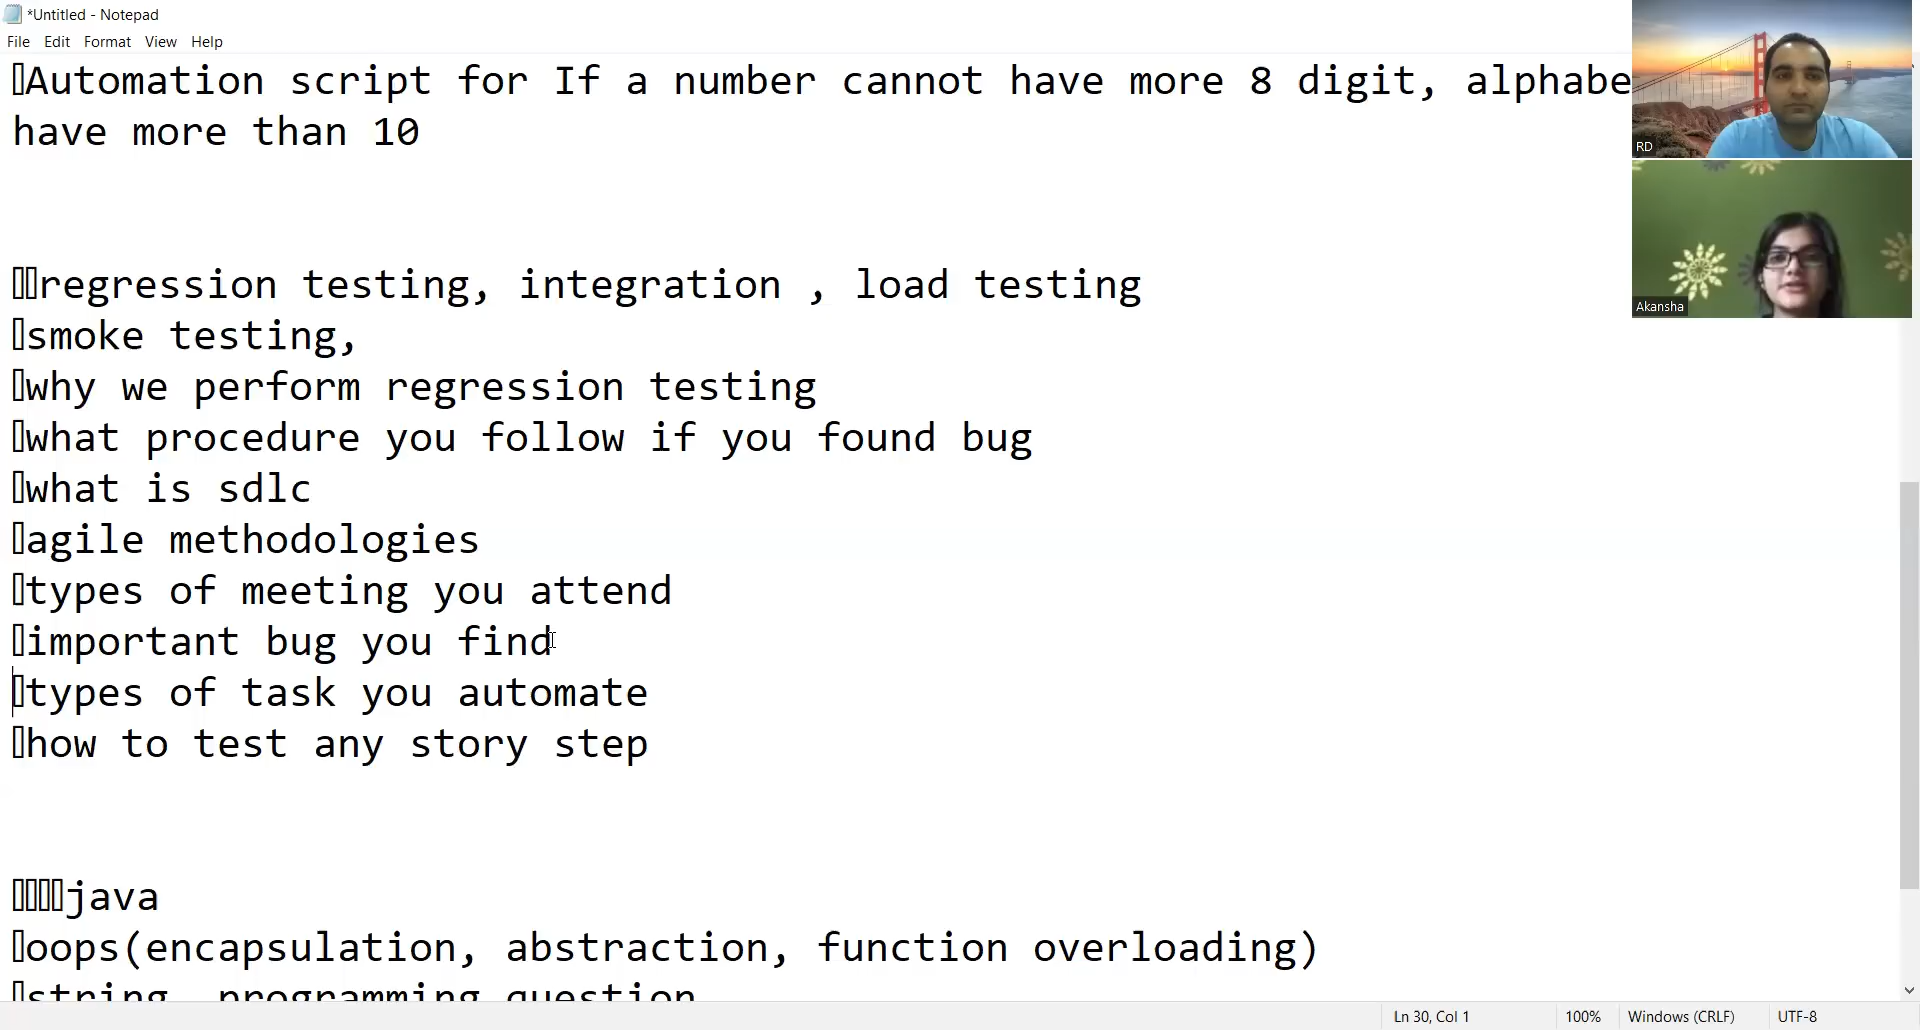 *Untitled - Notepad
File Edit Format View Help
Automation script for If a number cannot have more 8 digit, alphabe
have more than 10
regression testing, integration , load testing
smoke testing,
why we perform regression testing
what procedure you follow if you found bug
what is sdlc
agile methodologies
types of meeting you attend
important bug you find
types of task you automate
how to test any story step
java
oops(encapsulation, abstraction, function overloading)
string programming question
RD
Akansha
Ln 30, Col 1 100% Windows (CRLF) UTF-8